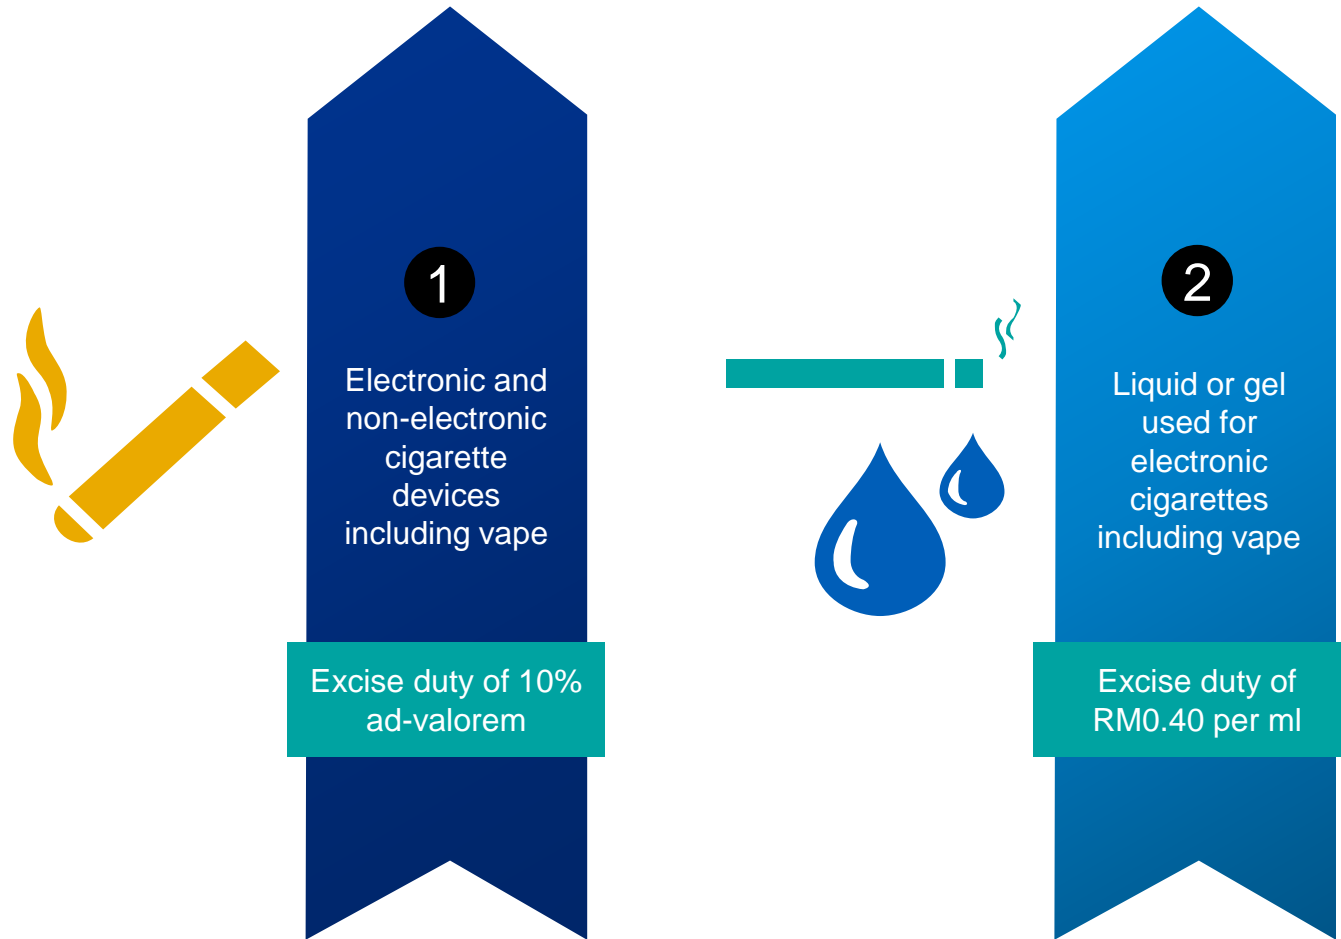 1
Electronic and
non-electronic
cigarette
devices
including vape
Excise duty of 10%
ad-valorem
2
Liquid or gel
used for
electronic
cigarettes
including vape
Excise duty of
RM0.40 per ml